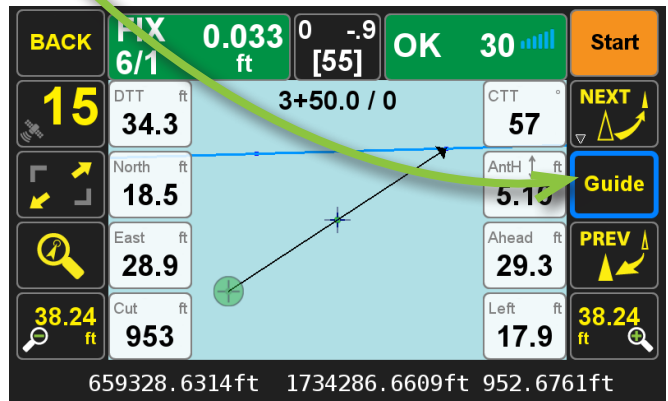 BACK
FIX 0.033
6/1 ft
0 -.9
[55]
OK 30
Start
15
DTT ft
34.3
3+50.0 / 0
CTT °
57
NEXT
North ft
18.5
AntH ft
Guide
East ft
28.9
Ahead ft
29.3
PREV
38.24
ft
Cut ft
953
Left ft
17.9
38.24
ft
659328.6314ft 1734286.6609ft 952.6761ft